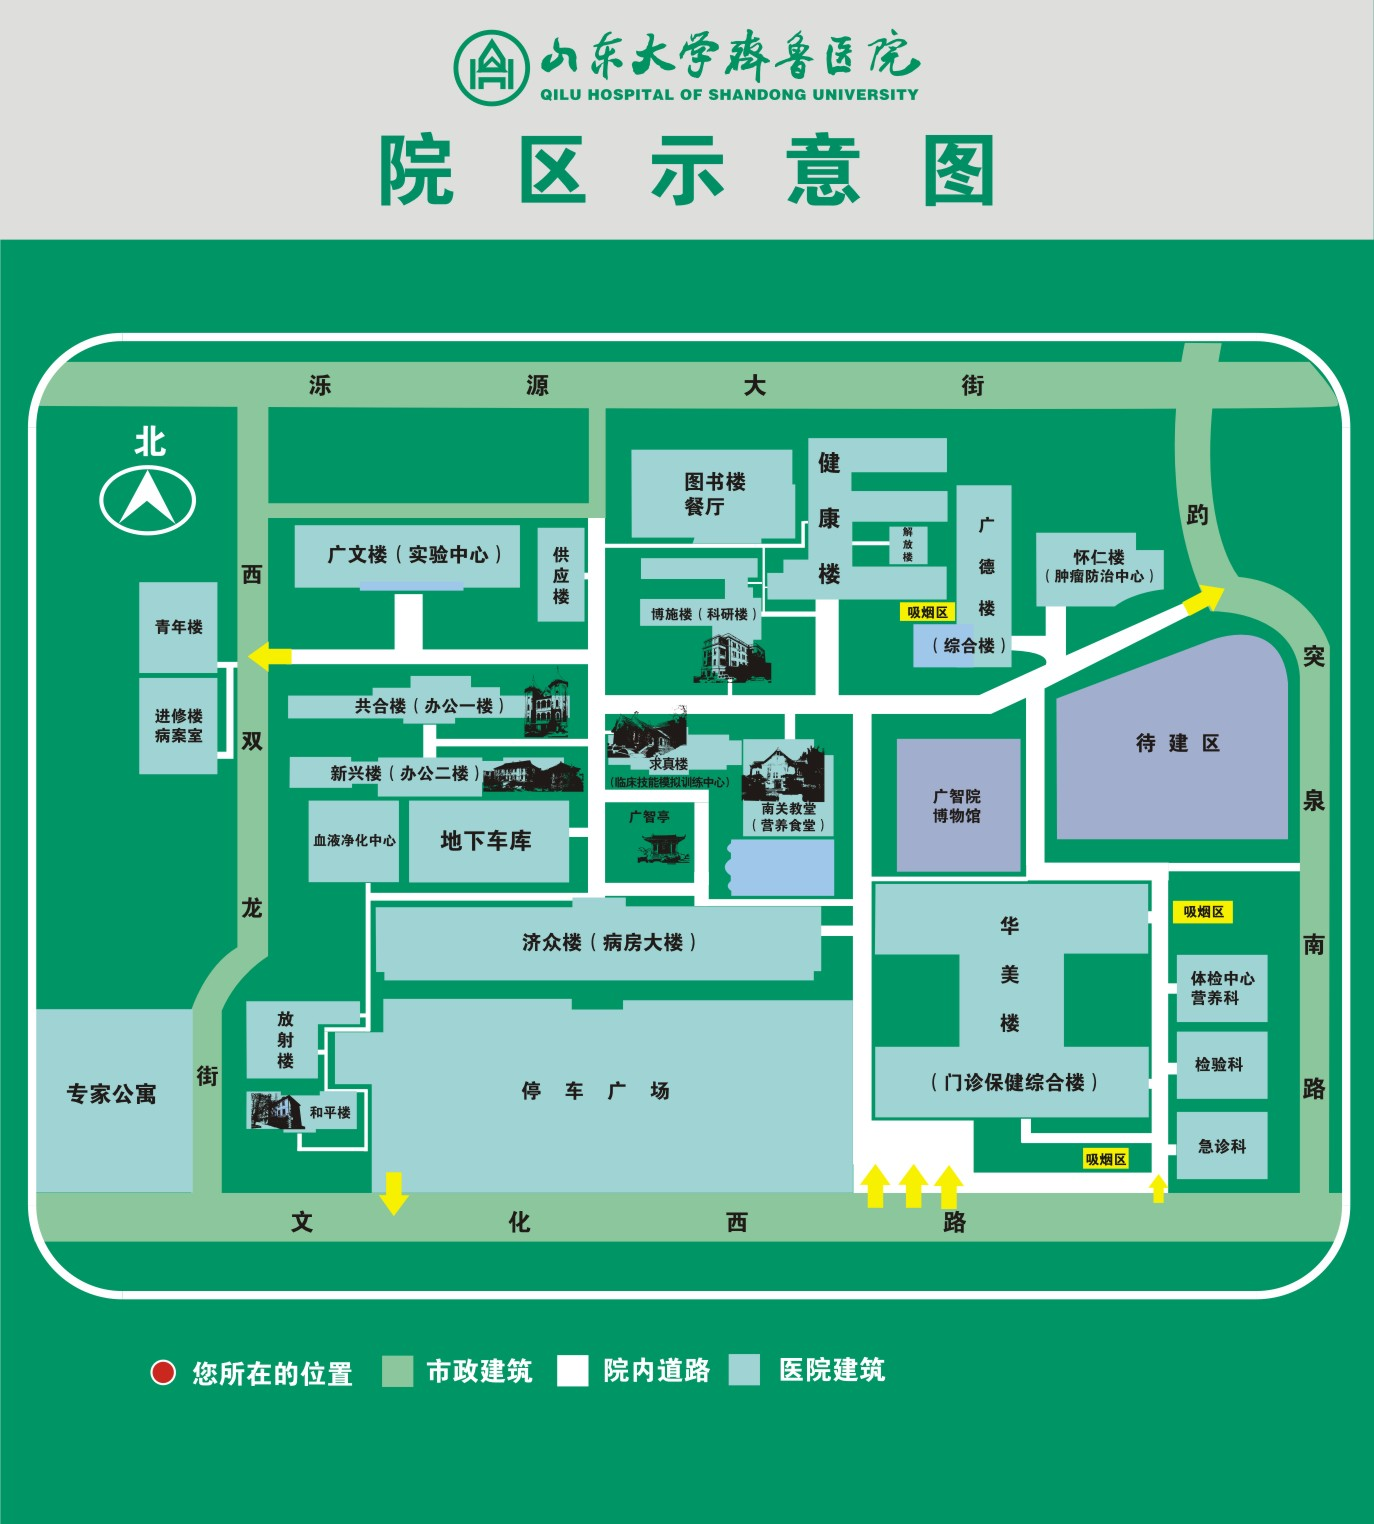 山东大学齊鲁医院
QILU HOSPITAL OF SHANDONG UNIVERSITY
院区示意图
泺源大街
北
趵突泉南路
西双龙街
文化西路
图书楼
餐厅
健康楼
解放楼
广德楼
(综合楼)
怀仁楼
(肿瘤防治中心)
吸烟区
广文楼(实验中心)
供应楼
博施楼(科研楼)
青年楼
进修楼
病案室
共合楼(办公一楼)
新兴楼(办公二楼)
求真楼
(临床技能模拟训练中心)
南关教堂
(营养食堂)
广智亭
广智院
博物馆
待建区
血液净化中心
地下车库
济众楼(病房大楼)
华美楼
(门诊保健综合楼)
吸烟区
体检中心
营养科
检验科
急诊科
吸烟区
放射楼
和平楼
专家公寓
停车广场
您所在的位置
市政建筑
院内道路
医院建筑